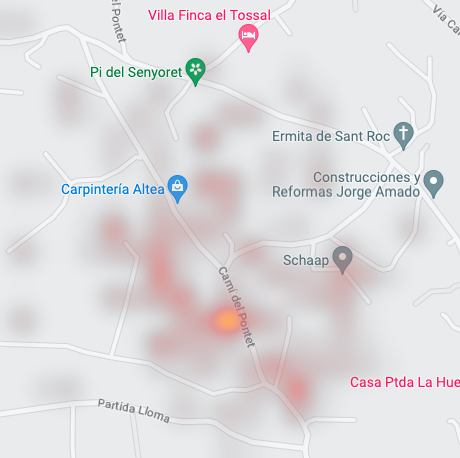 Villa Finca el Tossal
del Pontet
Via Ca
Pi del Senyoret
Ermita de Sant Roc
Construcciones y
Reformas Jorge Amado
Carpintería Altea
Schaap
Camí del Pontet
Casa Ptda La Hue
Partida Lloma